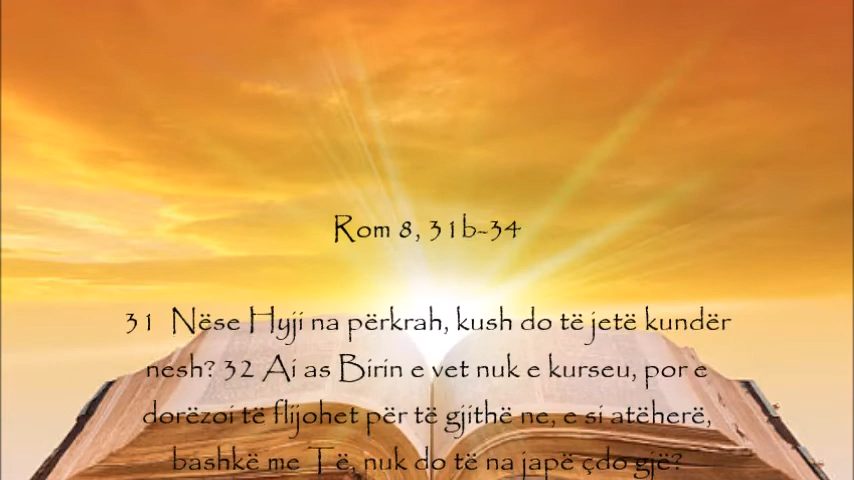 Rom 8, 31b-34
31 Nëse Hyji na përkrah, kush do të jetë kundër
nesh? 32 Ai as Birin e vet nuk e kurseu, por e
dorëzoi të flijohet për të gjithë ne, e si atëherë,
bashkë me Të, nuk do të na japë çdo gjë?